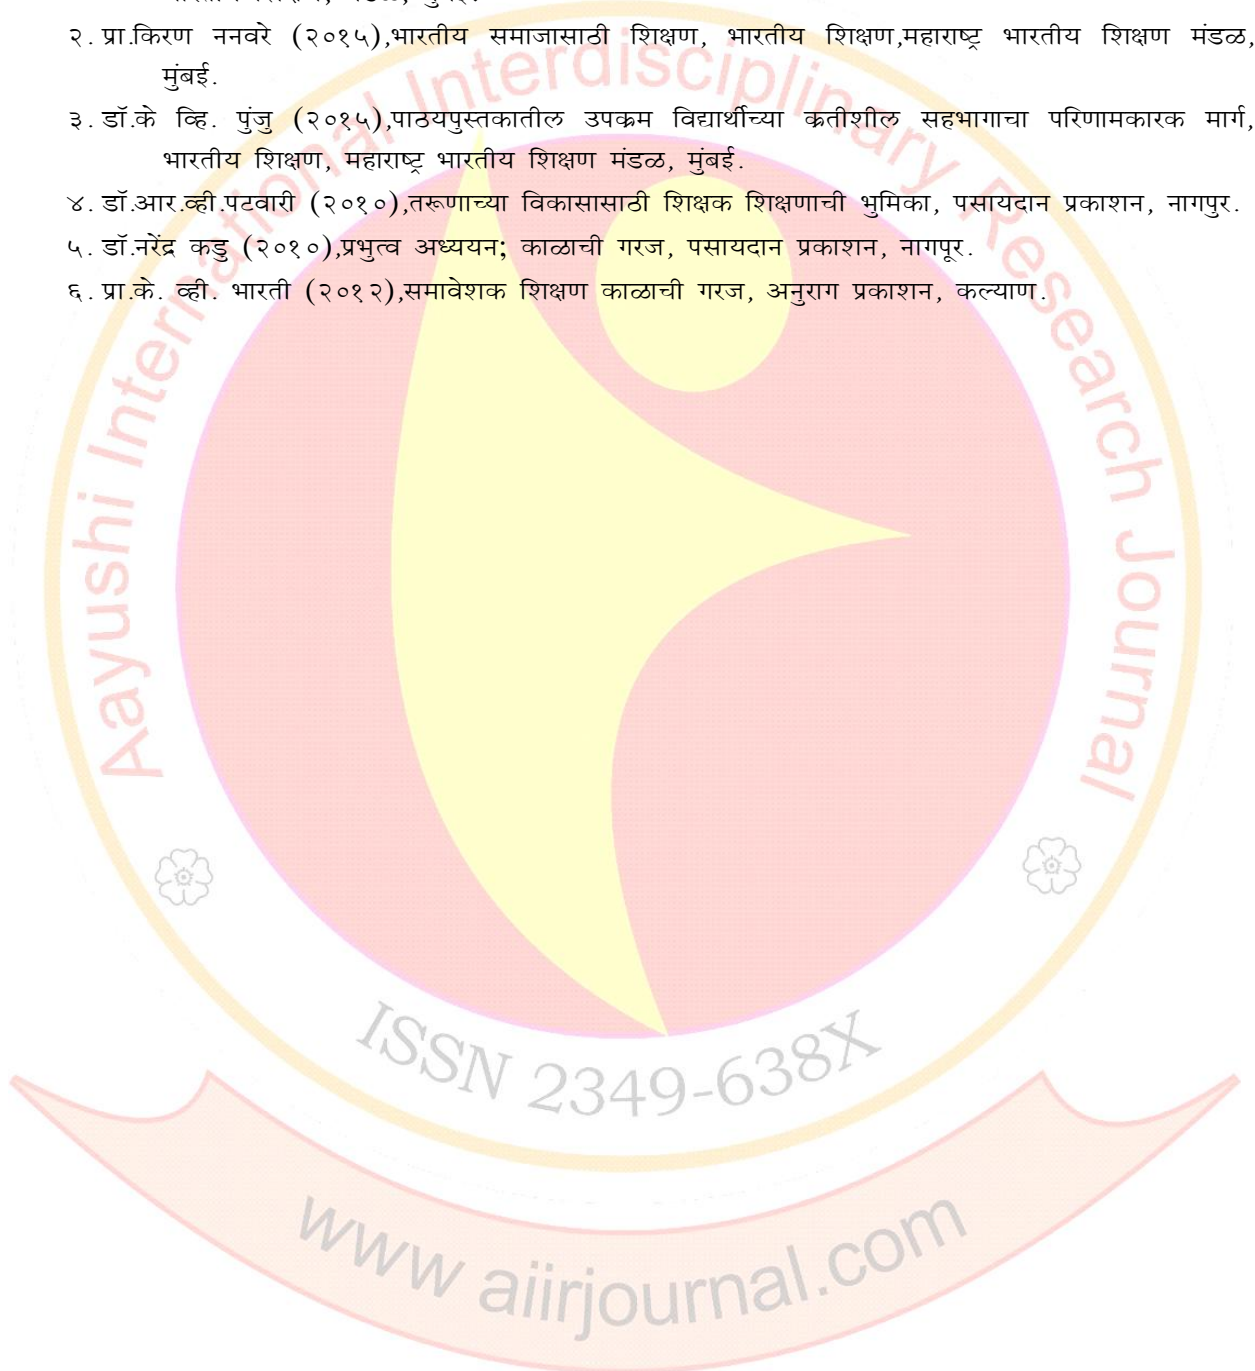 २. प्रा.किरण ननवरे (२०१५),भारतीय समाजासाठी शिक्षण, भारतीय शिक्षण,महाराष्ट्र भारतीय शिक्षण मंडळ,
मुंबई.
३. डॉ.के व्हि. पुंजु (२०१५),पाठयपुस्तकातील उपक्रम विद्यार्थीच्या क्रतीशील सहभागाचा परिणामकारक मार्ग,
भारतीय शिक्षण, महाराष्ट्र भारतीय शिक्षण मंडळ, मुंबई.
४. डॉ.आर.व्ही.पटवारी (२०१०),तरूणाच्या विकासासाठी शिक्षक शिक्षणाची भुमिका, पसायदान प्रकाशन, नागपुर.
५. डॉ.नरेंद्र कडु (२०१०),प्रभुत्व अध्ययन; काळाची गरज, पसायदान प्रकाशन, नागपूर.
६. प्रा.के. व्ही. भारती (२०१२),समावेशक शिक्षण काळाची गरज, अनुराग प्रकाशन, कल्याण.
Aayushi International Interdisciplinary Research Journal
ISSN 2349-638X
www aiirjournal.com